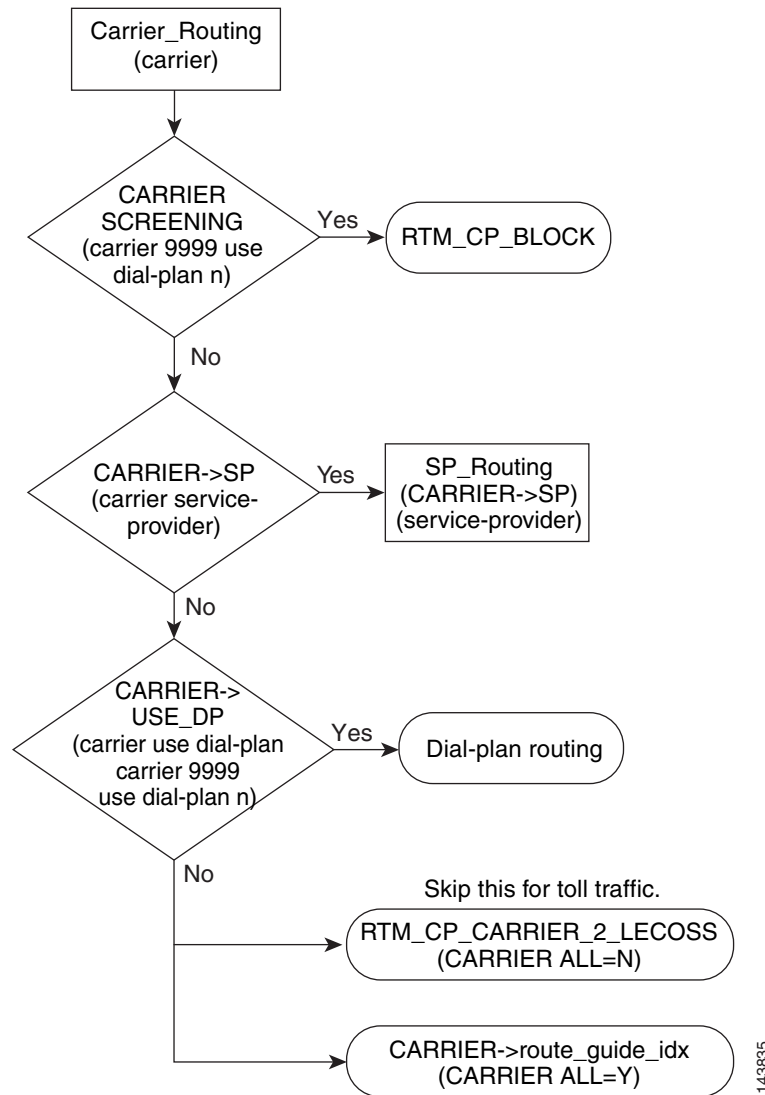 Carrier_Routing
(carrier)
CARRIER
SCREENING
(carrier 9999 use
dial-plan n)
Yes
RTM_CP_BLOCK
No
CARRIER->SP
(carrier service-
provider)
Yes
SP_Routing
(CARRIER->SP)
(service-provider)
No
CARRIER->
USE_DP
(carrier use dial-plan
carrier 9999
use dial-plan n)
Yes
Dial-plan routing
No
Skip this for toll traffic.
RTM_CP_CARRIER_2_LECOSS
(CARRIER ALL=N)
CARRIER->route_guide_idx
(CARRIER ALL=Y)
143835